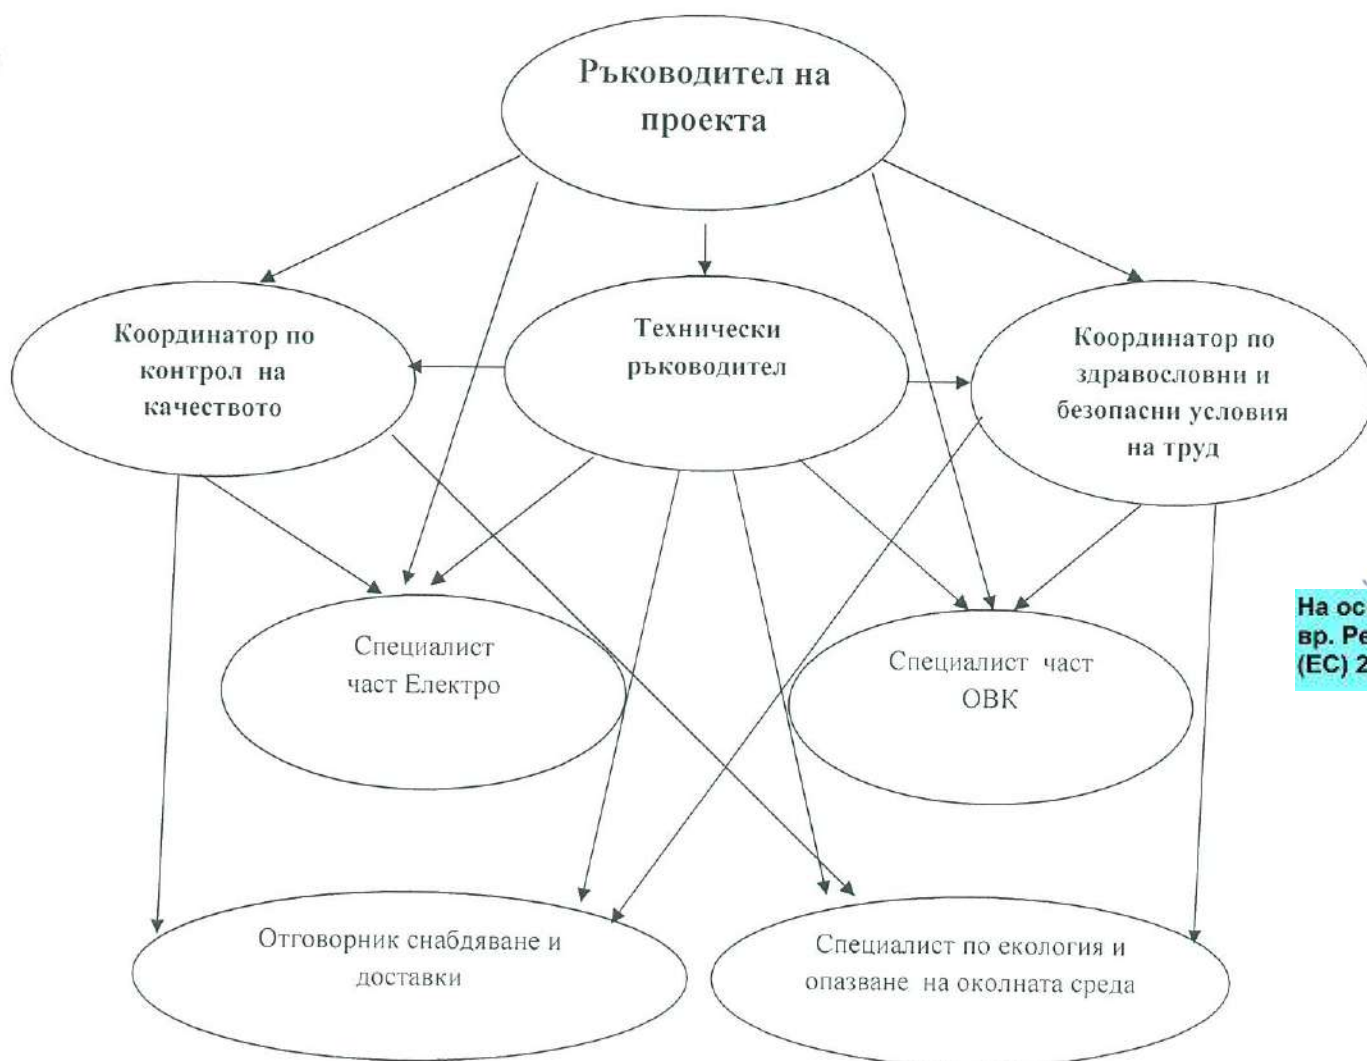 Ръководител на
проекта
Координатор по
контрол на
качеството
Технически
ръководител
Координатор по
здравословни и
безопасни условия
на труд
Специалист
част Електро
Специалист част
ОВК
На ос
вр. Ре
(ЕС) 2
Отговорник снабдяване и
доставки
Специалист по екология и
опазване на околната среда